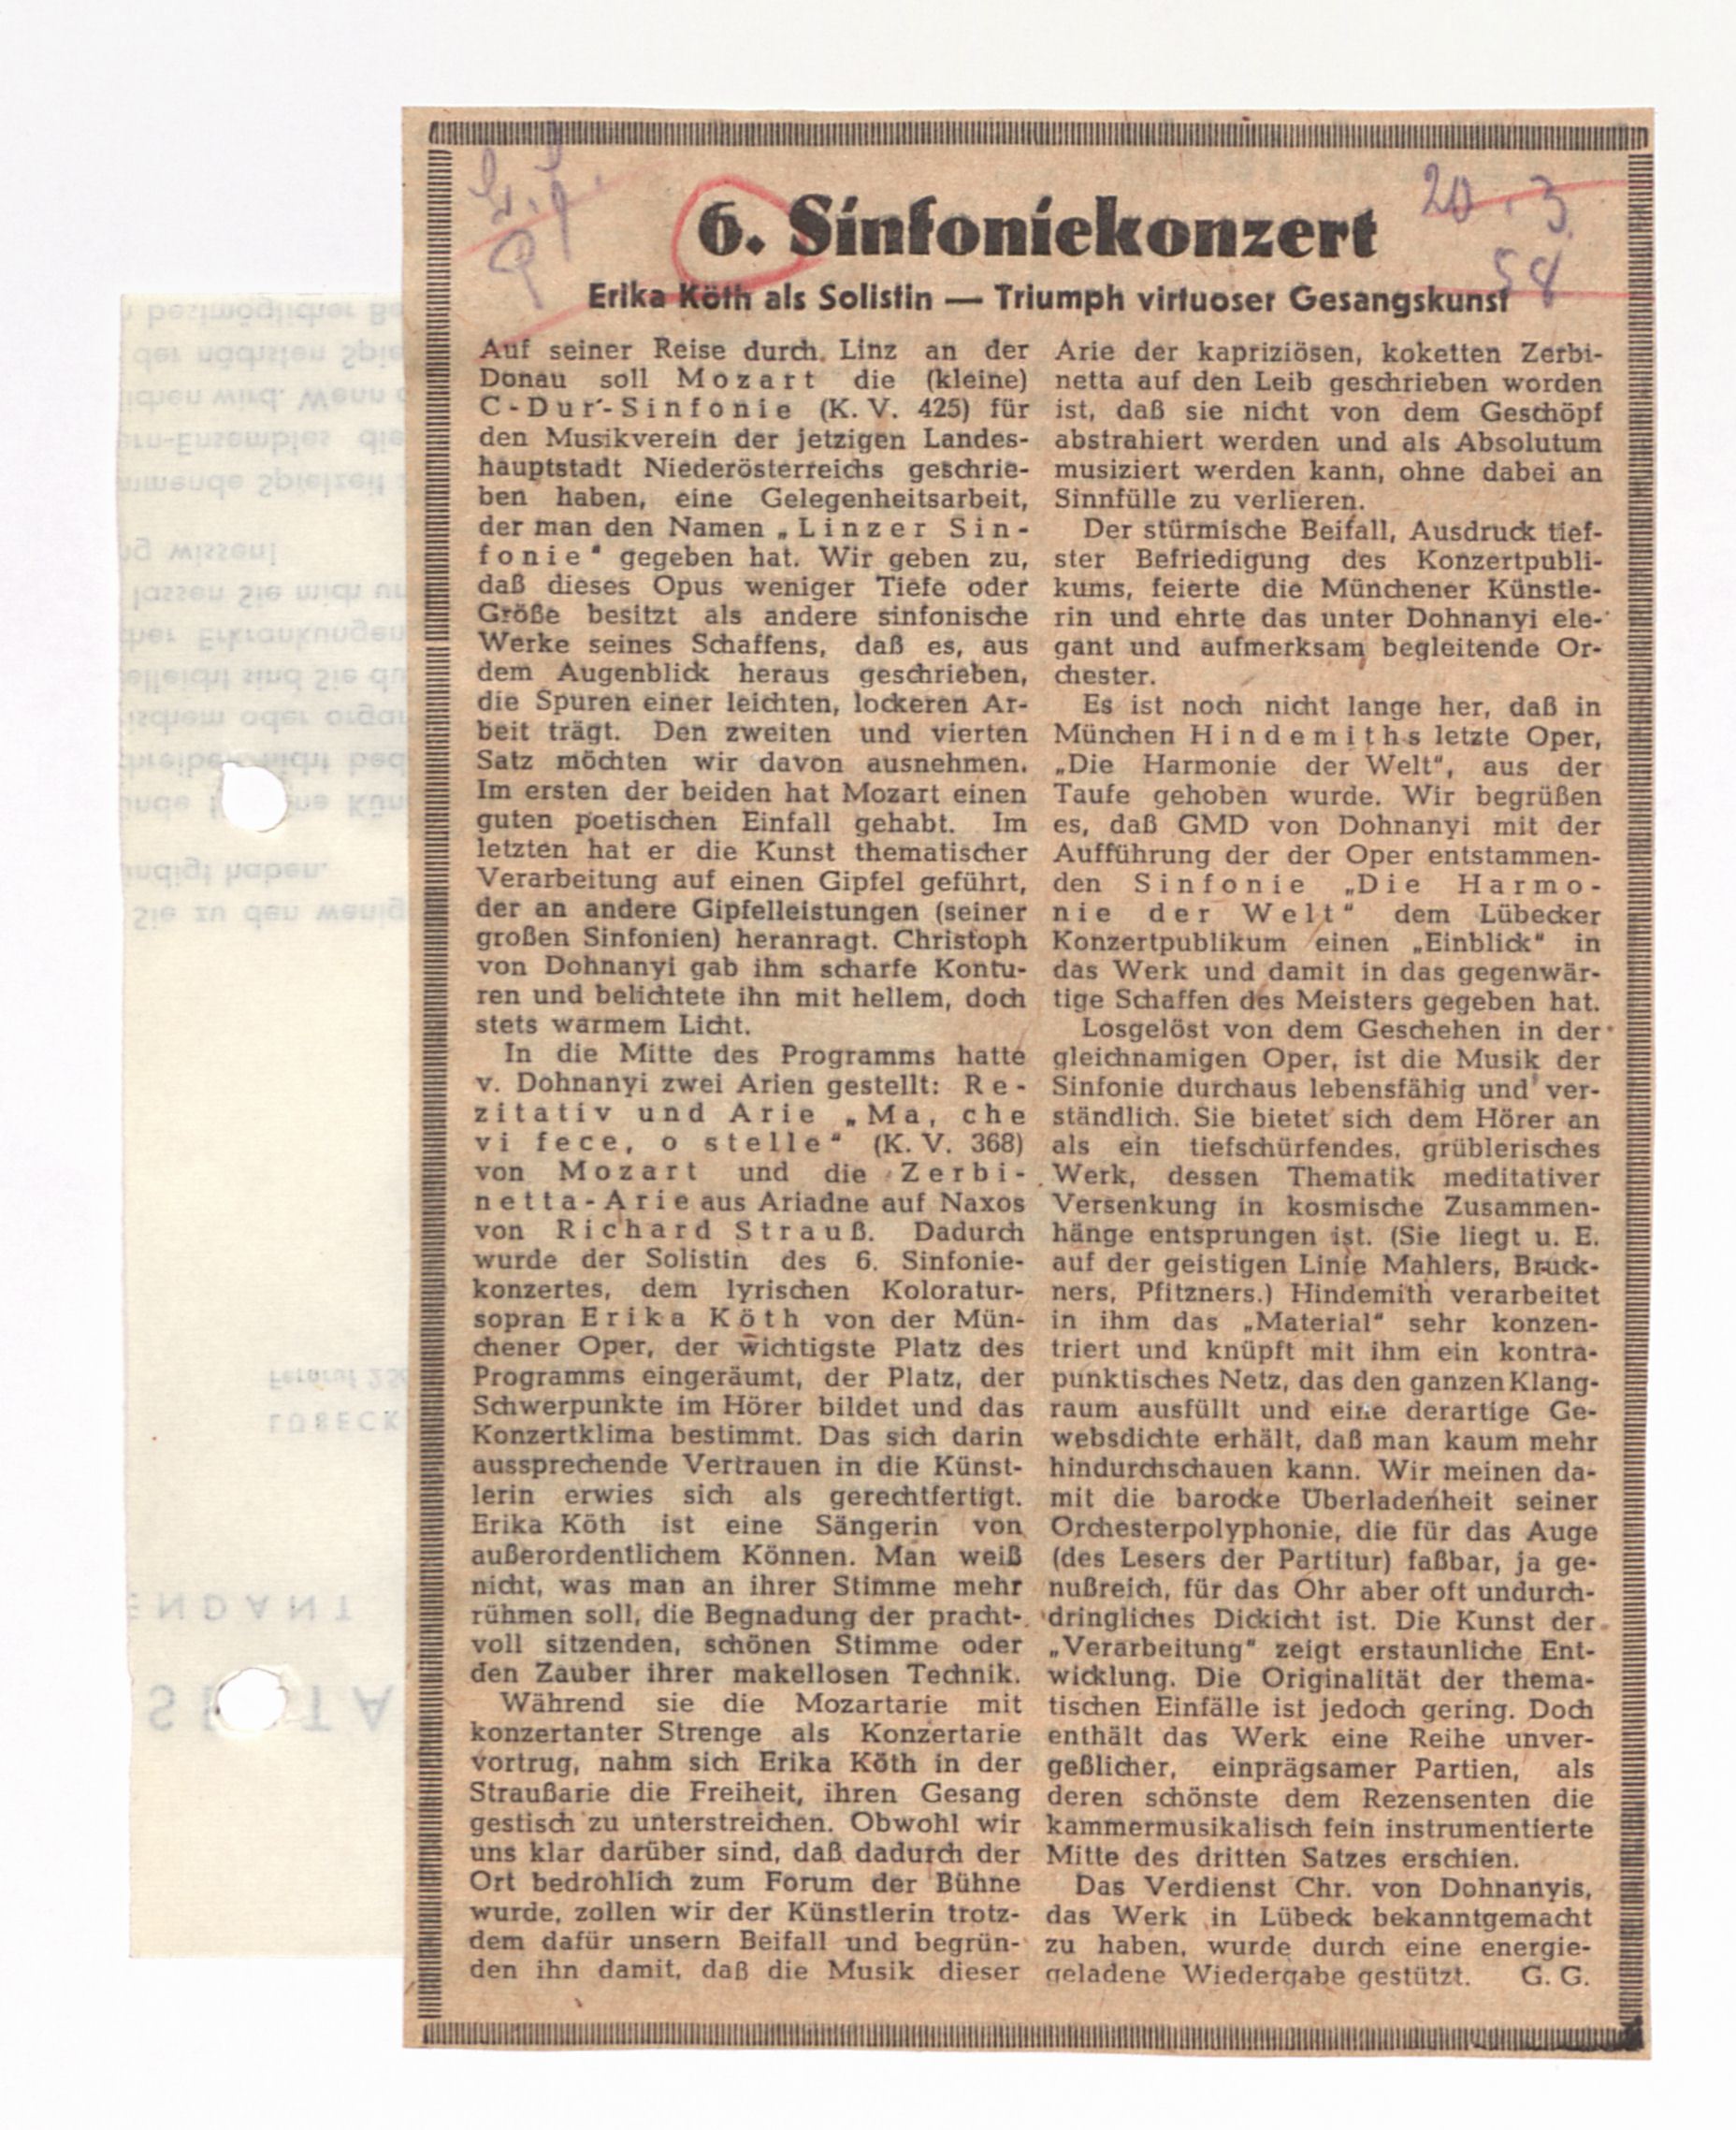 20.3.
58
6. Sinfoniekonzert
Erika Köth als Solistin — Triumph virtuoser Gesangskunst
Auf seiner Reise durch Linz an der
Donau soll Mozart die (kleine)
C-Dur-Sinfonie (K. V. 425) für
den Musikverein der jetzigen Landes-
hauptstadt Niederösterreichs geschrie-
ben haben, eine Gelegenheitsarbeit,
der man den Namen „Linzer Sin-
fonie“ gegeben hat. Wir geben zu,
daß dieses Opus weniger Tiefe oder
Größe besitzt als andere sinfonische
Werke seines Schaffens, daß es, aus
dem Augenblick heraus geschrieben,
die Spuren einer leichten, lockeren Ar-
beit trägt. Den zweiten und vierten
Satz möchten wir davon ausnehmen.
Im ersten der beiden hat Mozart einen
guten poetischen Einfall gehabt. Im
letzten hat er die Kunst thematischer
Verarbeitung auf einen Gipfel geführt,
der an andere Gipfelleistungen (seiner
großen Sinfonien) heranragt. Christoph
von Dohnanyi gab ihm scharfe Kontu-
ren und belichtete ihn mit hellem, doch
stets warmem Licht.
In die Mitte des Programms hatte
v. Dohnanyi zwei Arien gestellt: Re-
zitativ und Arie „Ma, che
vi fece, o stelle“ (K. V. 368)
von Mozart und die Zerbi-
netta-Arie aus Ariadne auf Naxos
von Richard Strauß. Dadurch
wurde der Solistin des 6. Sinfonie-
konzertes, dem lyrischen Koloratur-
sopran Erika Köth von der Mün-
chener Oper, der wichtigste Platz des
Programms eingeräumt, der Platz, der
Schwerpunkte im Hörer bildet und das
Konzertklima bestimmt. Das sich darin
aussprechende Vertrauen in die Künst-
lerin erwies sich als gerechtfertigt.
Erika Köth ist eine Sängerin von
außerordentlichem Können. Man weiß
nicht, was man an ihrer Stimme mehr
rühmen soll, die Begnadung der pracht-
voll sitzenden, schönen Stimme oder
den Zauber ihrer makellosen Technik.
Während sie die Mozartarie mit
konzertanter Strenge als Konzertarie
vortrug, nahm sich Erika Köth in der
Straußarie die Freiheit, ihren Gesang
gestisch zu unterstreichen. Obwohl wir
uns klar darüber sind, daß dadurch der
Ort bedrohlich zum Forum der Bühne
wurde, zollen wir der Künstlerin trotz-
dem dafür unsern Beifall und begrün-
den ihn damit, daß die Musik dieser
Arie der kapriziösen, koketten Zerbi-
netta auf den Leib geschrieben worden
ist, daß sie nicht von dem Geschöpf
abstrahiert werden und als Absolutum
musiziert werden kann, ohne dabei an
Sinnfülle zu verlieren.
Der stürmische Beifall, Ausdruck tief-
ster Befriedigung des Konzertpubli-
kums, feierte die Münchener Künstle-
rin und ehrte das unter Dohnanyi ele-
gant und aufmerksam begleitende Or-
chester.
Es ist noch nicht lange her, daß in
München Hindemiths letzte Oper,
„Die Harmonie der Welt“, aus der
Taufe gehoben wurde. Wir begrüßen
es, daß GMD von Dohnanyi mit der
Aufführung der der Oper entstammen-
den Sinfonie „Die Harmo-
nie der Welt“ dem Lübecker
Konzertpublikum einen „Einblick“ in
das Werk und damit in das gegenwär-
tige Schaffen des Meisters gegeben hat.
Losgelöst von dem Geschehen in der
gleichnamigen Oper, ist die Musik der
Sinfonie durchaus lebensfähig und ver-
ständlich. Sie bietet sich dem Hörer an
als ein tiefschürfendes, grüblerisches
Werk, dessen Thematik meditativer
Versenkung in kosmische Zusammen-
hänge entsprungen ist. (Sie liegt u. E.
auf der geistigen Linie Mahlers, Bruck-
ners, Pfitzners.) Hindemith verarbeitet
in ihm das „Material“ sehr konzen-
triert und knüpft mit ihm ein kontra-
punktisches Netz, das den ganzen Klang-
raum ausfüllt und eine derartige Ge-
websdichte erhält, daß man kaum mehr
hindurchschauen kann. Wir meinen da-
mit die barocke Überladenheit seiner
Orchesterpolyphonie, die für das Auge
(des Lesers der Partitur) faßbar, ja ge-
nußreich, für das Ohr aber oft undurch-
dringliches Dickicht ist. Die Kunst der
„Verarbeitung“ zeigt erstaunliche Ent-
wicklung. Die Originalität der thema-
tischen Einfälle ist jedoch gering. Doch
enthält das Werk eine Reihe unver-
geßlicher, einprägsamer Partien, als
deren schönste dem Rezensenten die
kammermusikalisch fein instrumentierte
Mitte des dritten Satzes erschien.
Das Verdienst Chr. von Dohnanyis,
das Werk in Lübeck bekanntgemacht
zu haben, wurde durch eine energie-
geladene Wiedergabe gestützt. G. G.